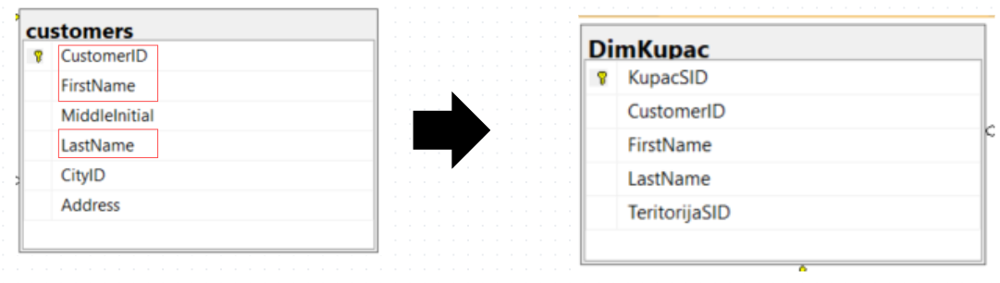 customers
CustomerID
FirstName
MiddleInitial
LastName
CityID
Address
DimKupac
KupacSID
CustomerID
FirstName
LastName
TeritorijaSID